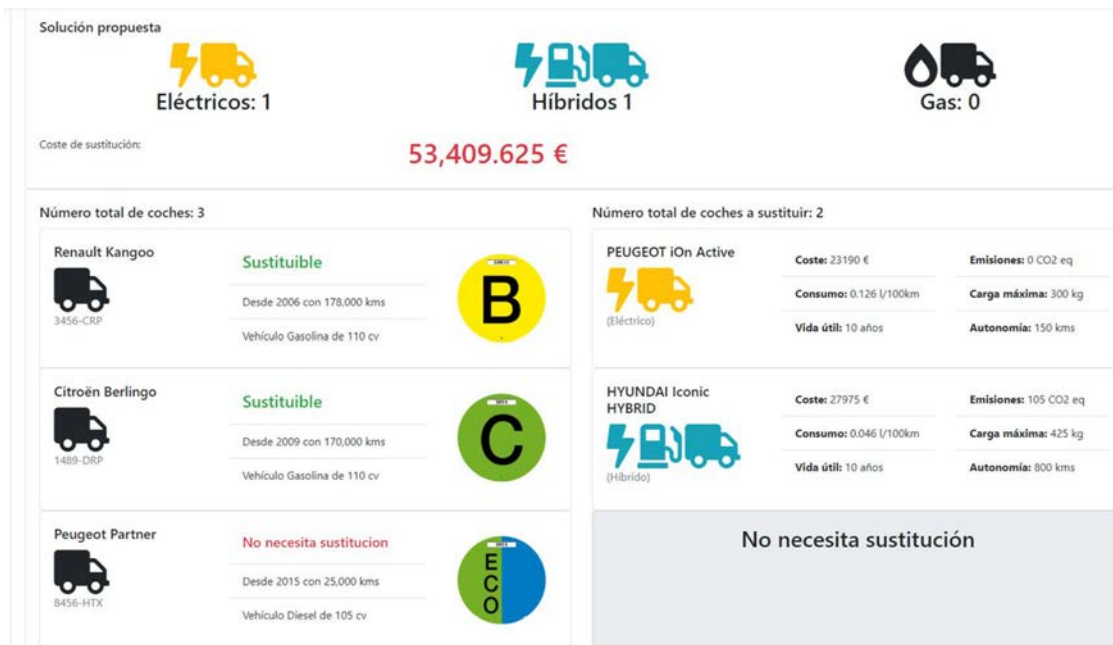 Solución propuesta
Eléctricos: 1
Híbridos 1
Gas: 0
Coste de sustitución:
53,409.625 €
Número total de coches: 3
Número total de coches a sustituir: 2
Renault Kangoo
3456-CRP
Sustituible
Desde 2006 con 178,000 kms
Vehículo Gasolina de 110 cv
B
PEUGEOT iOn Active
(Eléctrico)
Coste: 23190 €
Emisiones: 0 CO2 eq
Consumo: 0.126 l/100km
Carga máxima: 300 kg
Vida útil: 10 años
Autonomía: 150 kms
Citroën Berlingo
1489-DRP
Sustituible
Desde 2009 con 170,000 kms
Vehículo Gasolina de 110 cv
C
HYUNDAI Iconic
HYBRID
(Híbrido)
Coste: 27975 €
Emisiones: 105 CO2 eq
Consumo: 0.046 l/100km
Carga máxima: 425 kg
Vida útil: 10 años
Autonomía: 800 kms
Peugeot Partner
8456-HTX
No necesita sustitucion
Desde 2015 con 25,000 kms
Vehículo Diesel de 105 cv
ECO
No necesita sustitución